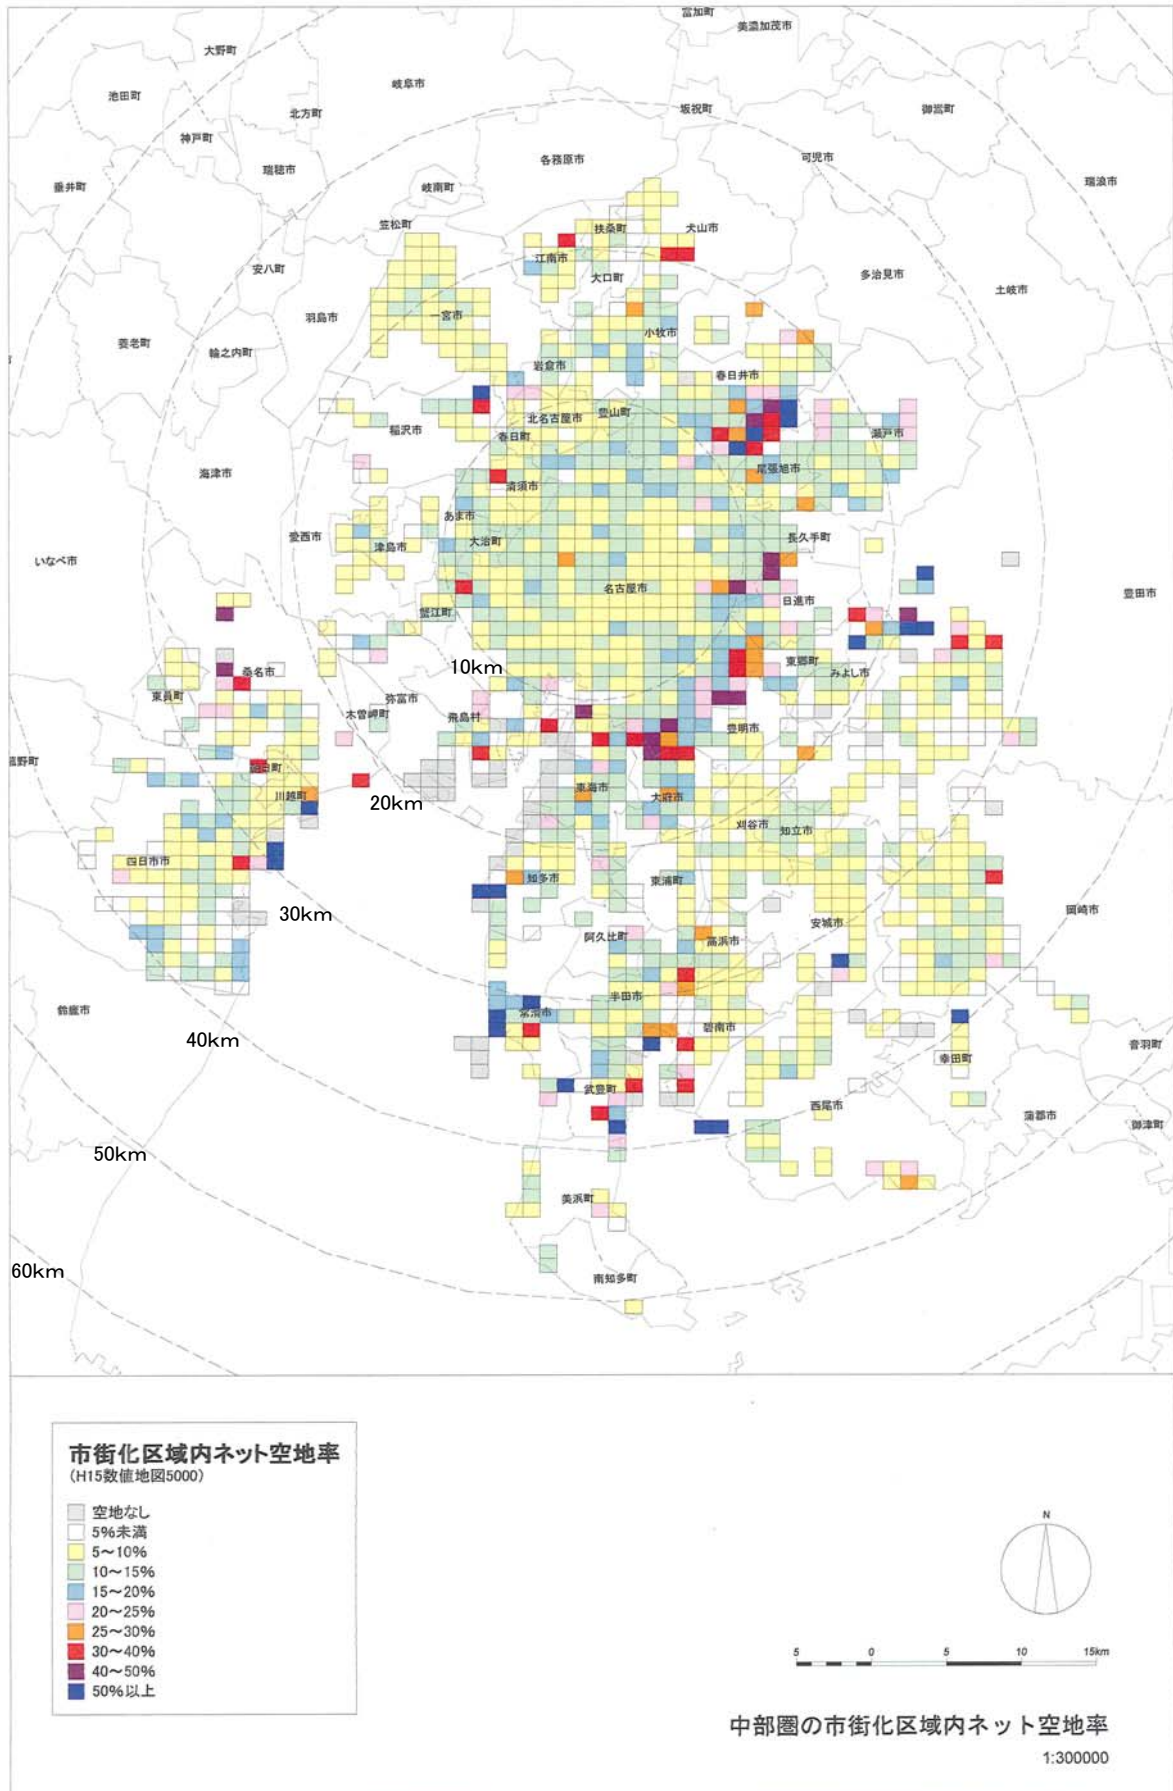 富加町
美濃加茂市
大野町
岐阜市
池田町
北方町
坂祝町
御嵩町
神戸町
各務原市
可児市
瑞穂市
瑞浪市
垂井町
岐南町
笠松町
扶桑町
犬山市
江南市
安八町
大口町
多治見市
土岐市
羽島市
一宮市
小牧市
養老町
輪之内町
岩倉市
春日井市
北名古屋市
豊山町
稲沢市
春日町
瀬戸市
海津市
尾張旭市
清須市
あま市
愛西市
大治町
長久手町
津島市
いなべ市
名古屋市
豊田市
日進市
蟹江町
10km
東郷町
桑名市
みよし市
東員町
弥富市
木曽岬町
飛島村
豊明市
菰野町
朝日町
東海市
川越町
大府市
20km
刈谷市
知立市
四日市市
知多市
東浦町
30km
岡崎市
安城市
阿久比町
高浜市
半田市
鈴鹿市
常滑市
碧南市
40km
音羽町
幸田町
武豊町
西尾市
蒲郡市
御津町
50km
美浜町
60km
南知多町
市街化区域内ネット空地率
(H15数値地図5000)
空地なし
5%未満
5〜10%
10〜15%
15〜20%
20〜25%
25〜30%
30〜40%
40〜50%
50%以上
N
5 0 5 10 15km
中部圏の市街化区域内ネット空地率
1:300000